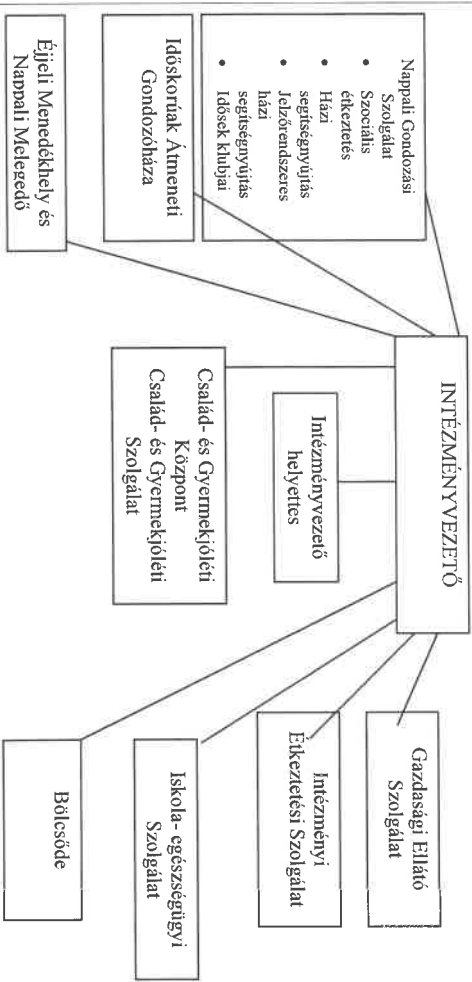 INTÉZMÉNYVEZETŐ
Nappali Gondozási
Szolgálat
• Szociális
étkeztetés
• Házi
segítségnyújtás
• Jelzőrendszeres
házi
segítségnyújtás
• Idősek klubjai
Időskorúak Átmeneti
Gondozóháza
Éjjeli Menedékhely és
Nappali Melegedő
Intézményvezető
helyettes
Család- és Gyermekjóléti
Központ
Család- és Gyermekjóléti
Szolgálat
Gazdasági Ellátó
Szolgálat
Intézményi
Étkeztetési Szolgálat
Iskola- egészségügyi
Szolgálat
Bölcsőde